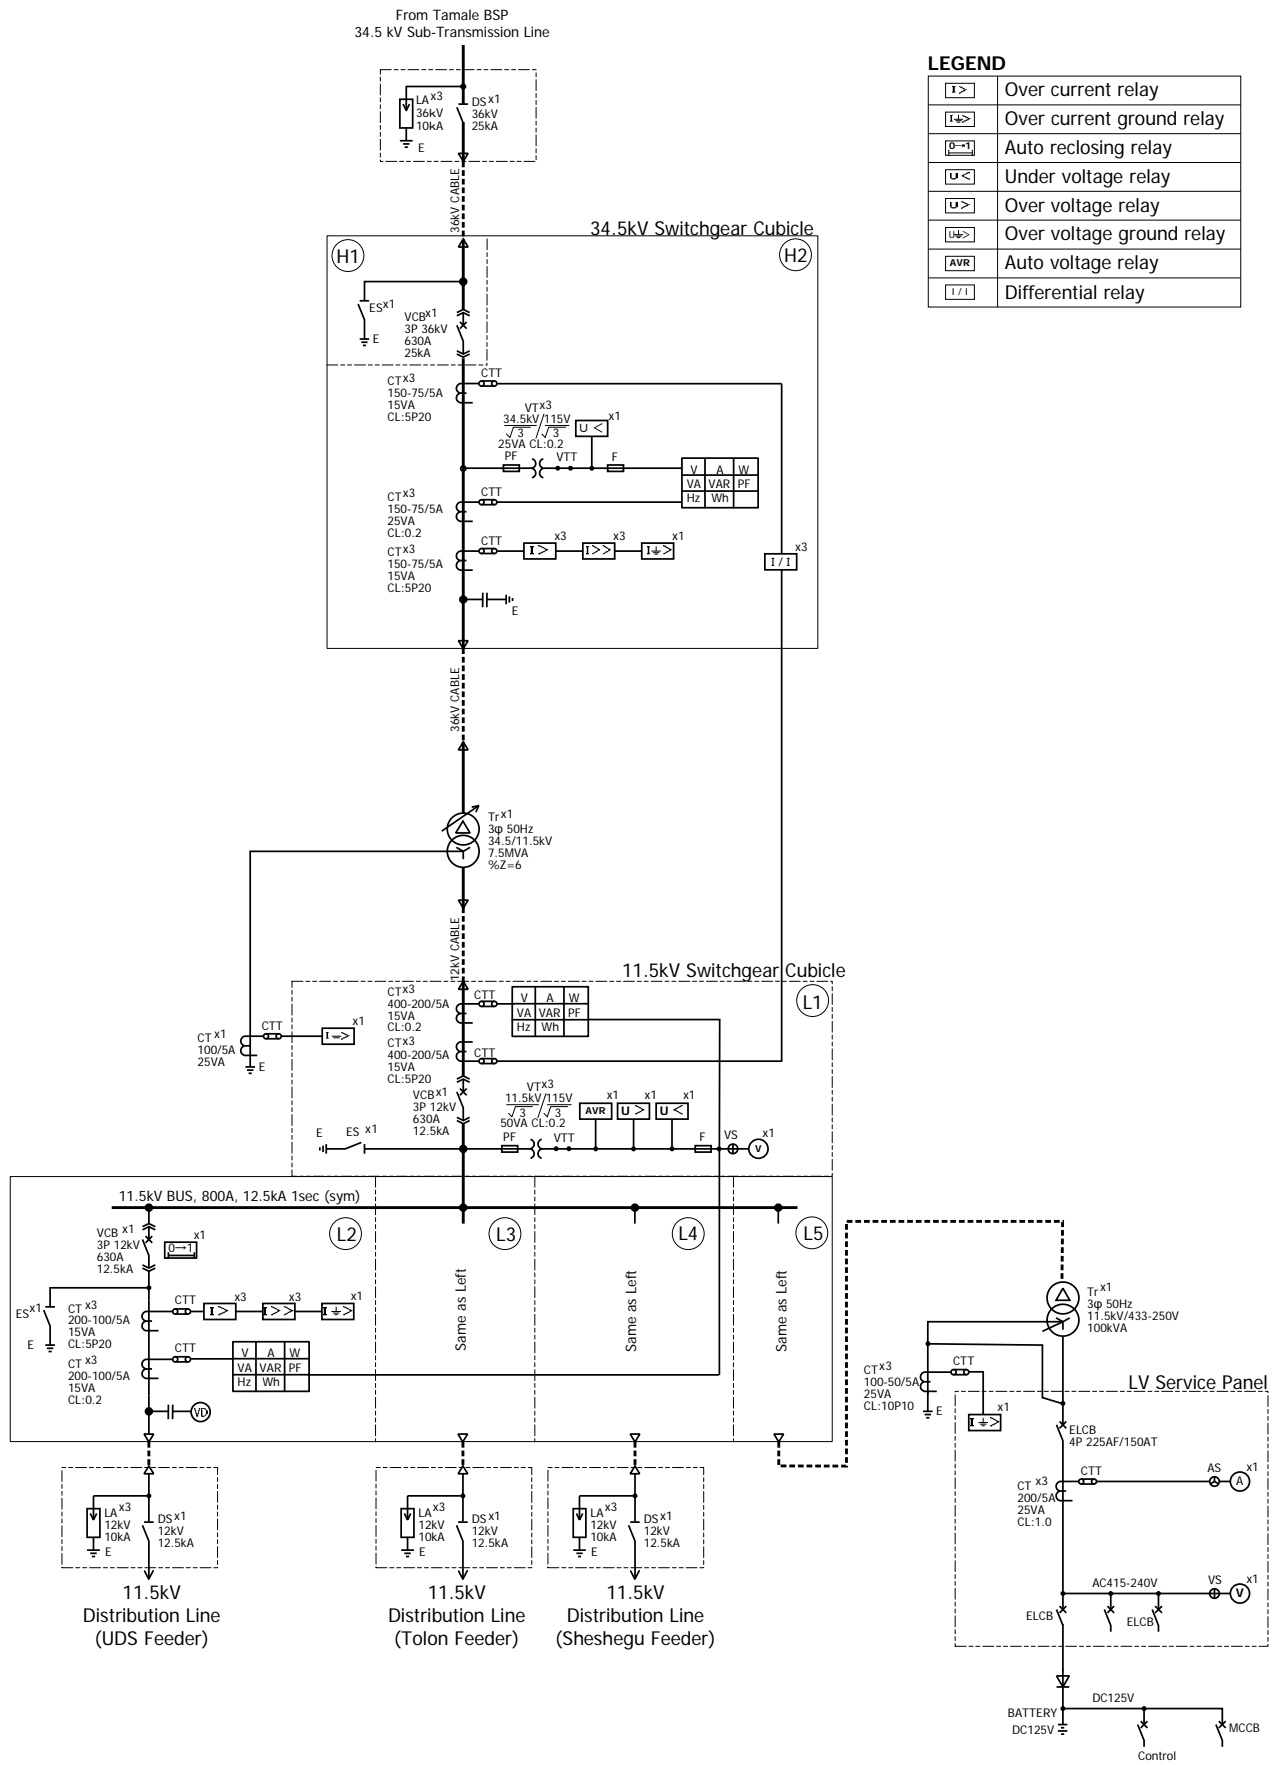 From Tamale BSP
34.5 kV Sub-Transmission Line
LEGEND
I > Over current relay
I⏚> Over current ground relay
0→1 Auto reclosing relay
U < Under voltage relay
U > Over voltage relay
U⏚> Over voltage ground relay
AVR Auto voltage relay
I / I Differential relay
LA x3
36kV
10kA
E
DS x1
36kV
25kA
36kV CABLE
34.5kV Switchgear Cubicle
H1
H2
ES x1
E
VCB x1
3P 36kV
630A
25kA
CT x3
150-75/5A
15VA
CL:5P20
CTT
VT x3
34.5kV/115V
√3 √3
25VA CL:0.2
U < x1
PF
VTT
F
V A W
VA VAR PF
Hz Wh
CT x3
150-75/5A
25VA
CL:0.2
CTT
CT x3
150-75/5A
15VA
CL:5P20
CTT
I > x3
I >> x3
I⏚> x1
I / I x3
E
36kV CABLE
Tr x1
3φ 50Hz
34.5/11.5kV
7.5MVA
%Z=6
12kV CABLE
11.5kV Switchgear Cubicle
L1
CT x1
100/5A
25VA
CTT
E
I⏚> x1
CT x3
400-200/5A
15VA
CL:0.2
CTT
V A W
VA VAR PF
Hz Wh
CT x3
400-200/5A
15VA
CL:5P20
CTT
VCB x1
3P 12kV
630A
12.5kA
VT x3
11.5kV/115V
√3 √3
50VA CL:0.2
AVR x1
U > x1
U < x1
E
ES x1
PF
VTT
F
VS
V x1
11.5kV BUS, 800A, 12.5kA 1sec (sym)
L2
L3
L4
L5
VCB x1
3P 12kV
630A
12.5kA
0→1 x1
ES x1
E
CT x3
200-100/5A
15VA
CL:5P20
CTT
I > x3
I >> x3
I⏚> x1
CT x3
200-100/5A
15VA
CL:0.2
CTT
V A W
VA VAR PF
Hz Wh
VD
Same as Left
Same as Left
Same as Left
Tr x1
3φ 50Hz
11.5kV/433-250V
100kVA
CT x3
100-50/5A
25VA
CL:10P10
CTT
E
I⏚> x1
LV Service Panel
ELCB
4P 225AF/150AT
CT x3
200/5A
25VA
CL:1.0
CTT
AS
A x1
AC415-240V
VS
V x1
ELCB
ELCB
BATTERY
DC125V
DC125V
Control
MCCB
LA x3
12kV
10kA
E
DS x1
12kV
12.5kA
LA x3
12kV
10kA
E
DS x1
12kV
12.5kA
LA x3
12kV
10kA
E
DS x1
12kV
12.5kA
11.5kV
Distribution Line
(UDS Feeder)
11.5kV
Distribution Line
(Tolon Feeder)
11.5kV
Distribution Line
(Sheshegu Feeder)